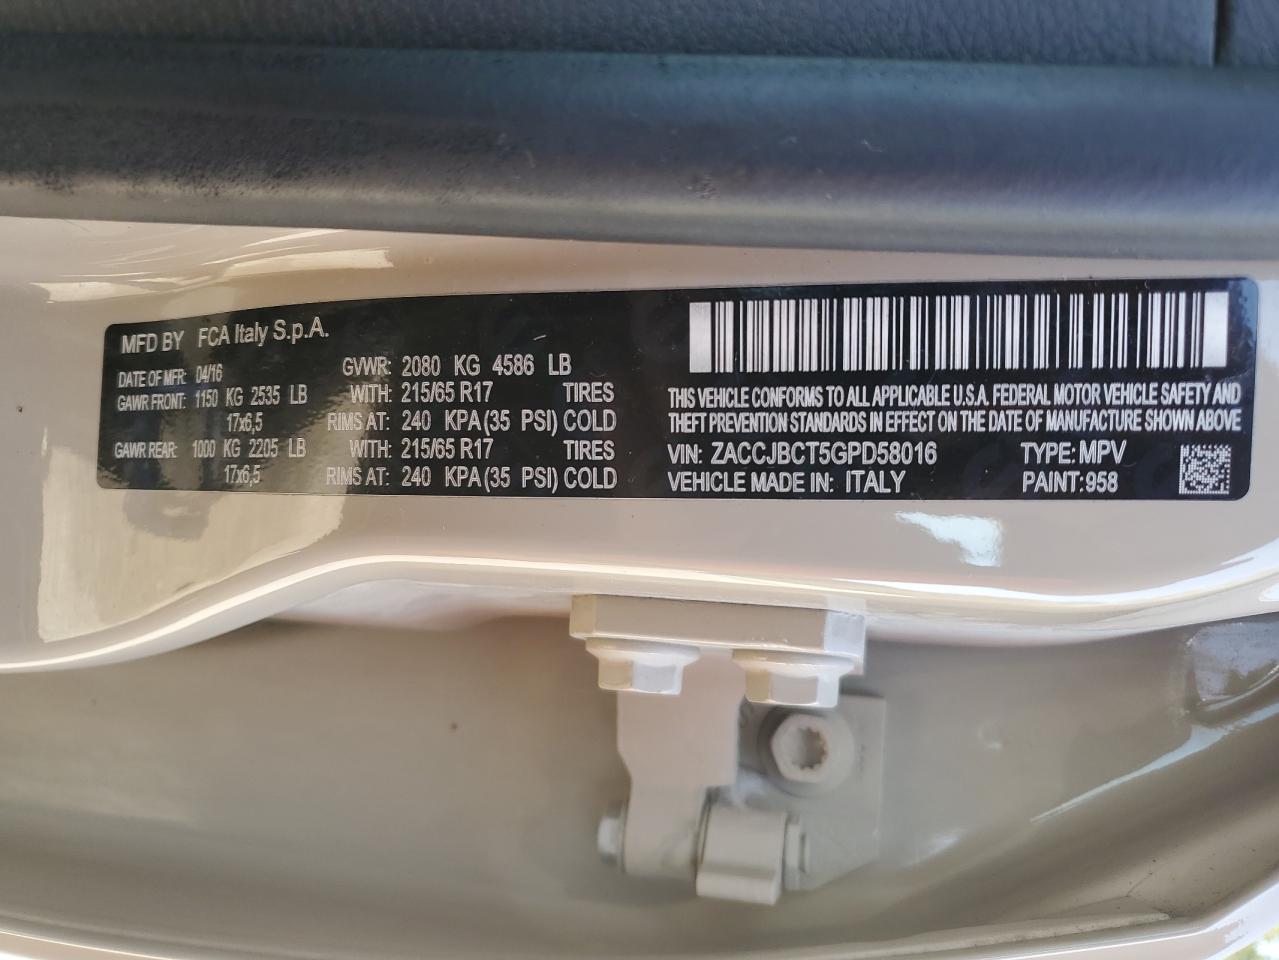 MFD BY FCA Italy S.p.A.
DATE OF MFR: 04/16 GVWR: 2080 KG 4586 LB
GAWR FRONT: 1150 KG 2535 LB WITH: 215/65 R17 TIRES
17x6,5 RIMS AT: 240 KPA(35 PSI) COLD
GAWR REAR: 1000 KG 2205 LB WITH: 215/65 R17 TIRES
17x6,5 RIMS AT: 240 KPA(35 PSI) COLD
THIS VEHICLE CONFORMS TO ALL APPLICABLE U.S.A. FEDERAL MOTOR VEHICLE SAFETY AND
THEFT PREVENTION STANDARDS IN EFFECT ON THE DATE OF MANUFACTURE SHOWN ABOVE
VIN: ZACCJBCT5GPD58016 TYPE: MPV
VEHICLE MADE IN: ITALY PAINT:958